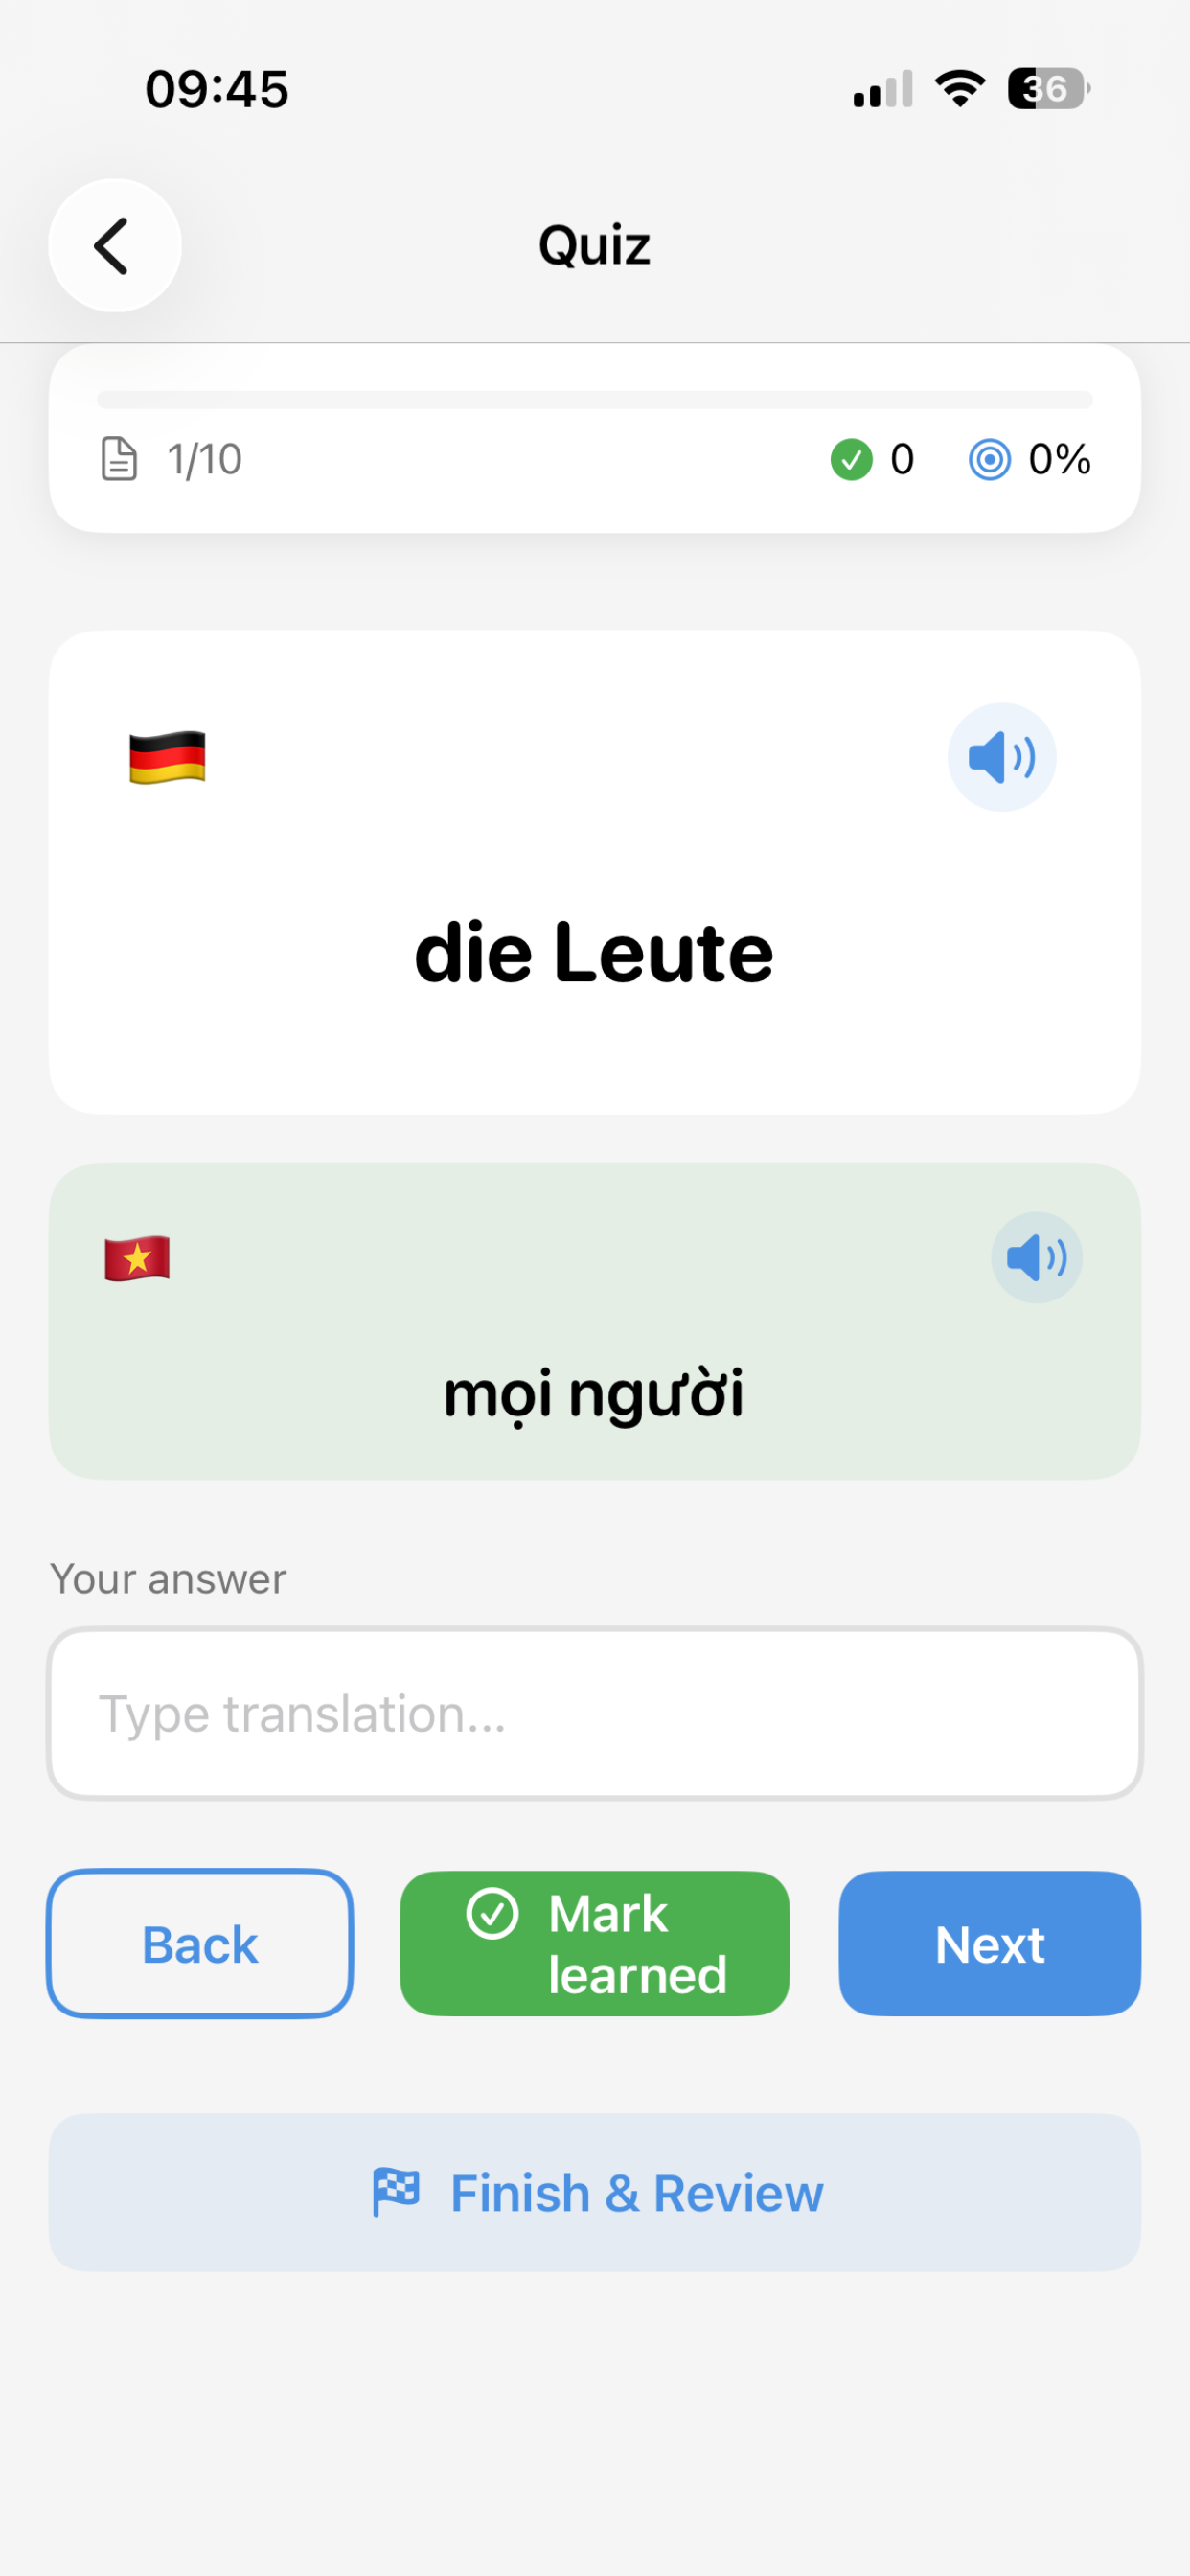 09:45
36
Quiz
1/10
0
0%
die Leute
mọi người
Your answer
Type translation...
Back
Mark
learned
Next
Finish & Review